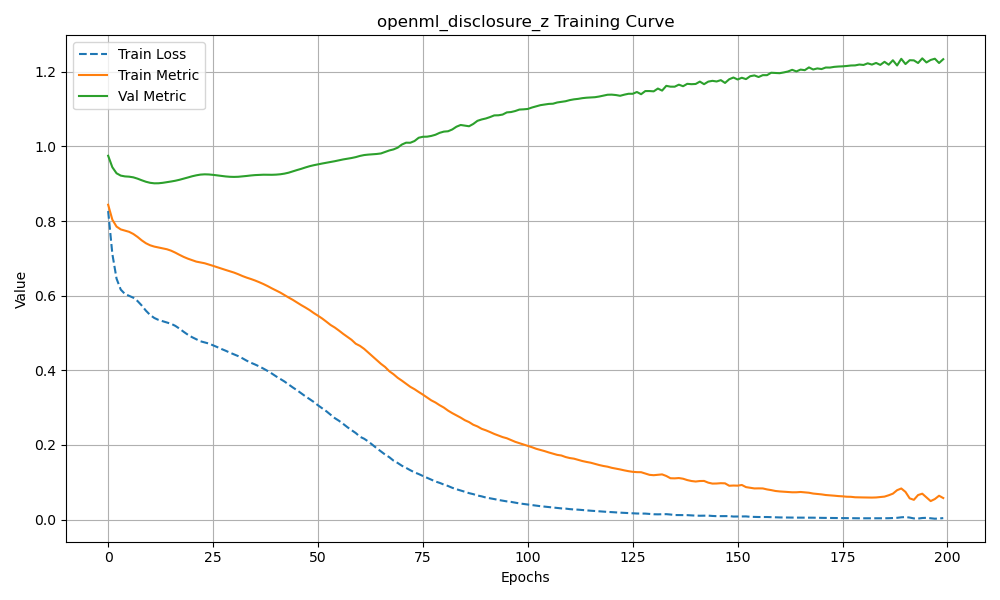 openml_disclosure_z Training Curve
Train Loss
Train Metric
Val Metric
Value
1.2
1.0
0.8
0.6
0.4
0.2
0.0
0 25 50 75 100 125 150 175 200
Epochs